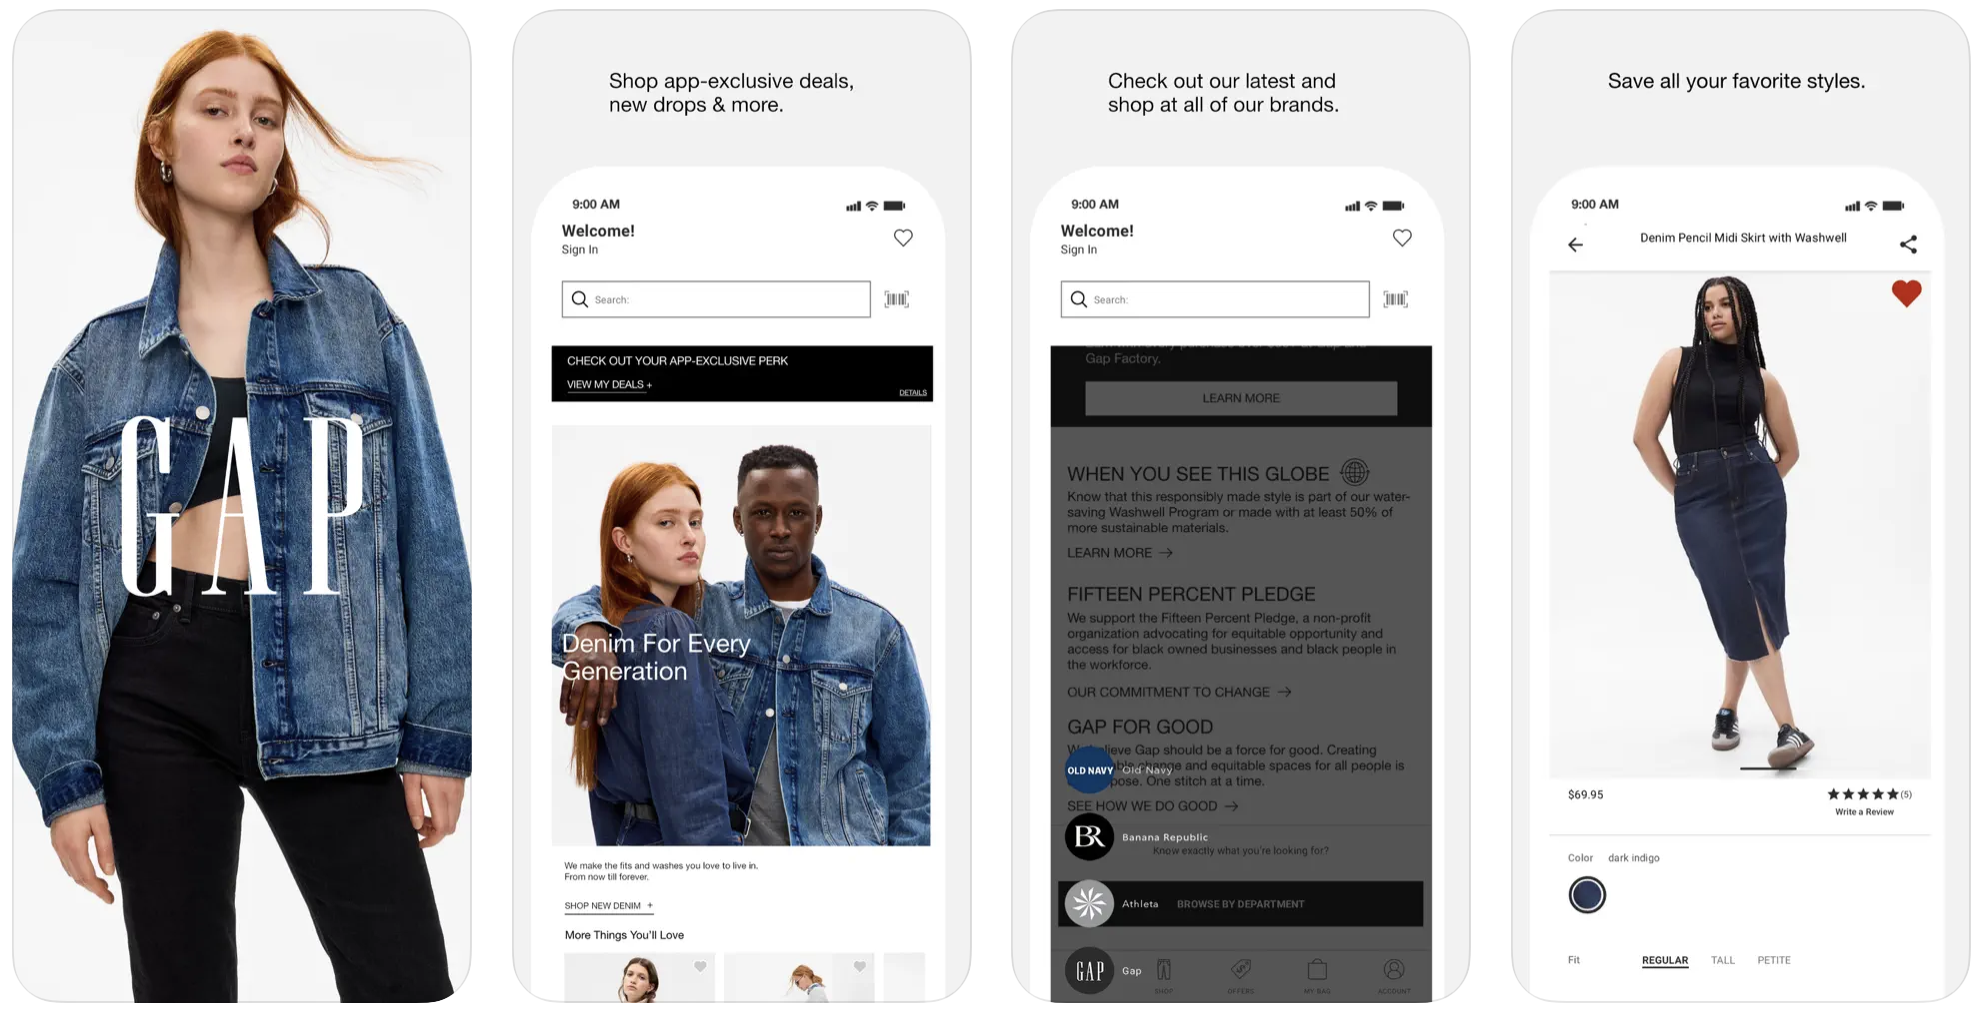 GAP
Shop app-exclusive deals,
new drops & more.
9:00 AM
Welcome!
Sign In
Search:
CHECK OUT YOUR APP-EXCLUSIVE PERK
VIEW MY DEALS +
DETAILS
Denim For Every
Generation
We make the fits and washes you love to live in.
From now till forever.
SHOP NEW DENIM +
More Things You'll Love
Check out our latest and
shop at all of our brands.
9:00 AM
Welcome!
Sign In
Search:
Gap Factory.
LEARN MORE
WHEN YOU SEE THIS GLOBE
Know that this responsibly made style is part of our water-
saving Washwell Program or made with at least 50% of
more sustainable materials.
LEARN MORE →
FIFTEEN PERCENT PLEDGE
We support the Fifteen Percent Pledge, a non-profit
organization advocating for equitable opportunity and
access for black owned businesses and black people in
the workforce.
OUR COMMITMENT TO CHANGE →
GAP FOR GOOD
Gap should be a force for good. Creating
change and equitable spaces for all people is
One stitch at a time.
OLD NAVY Old Navy
SEE HOW WE DO GOOD →
BR Banana Republic
Know exactly what you're looking for?
Athleta BROWSE BY DEPARTMENT
GAP Gap
SHOP OFFERS MY BAG ACCOUNT
Save all your favorite styles.
9:00 AM
Denim Pencil Midi Skirt with Washwell
$69.95
(5)
Write a Review
Color dark indigo
Fit REGULAR TALL PETITE